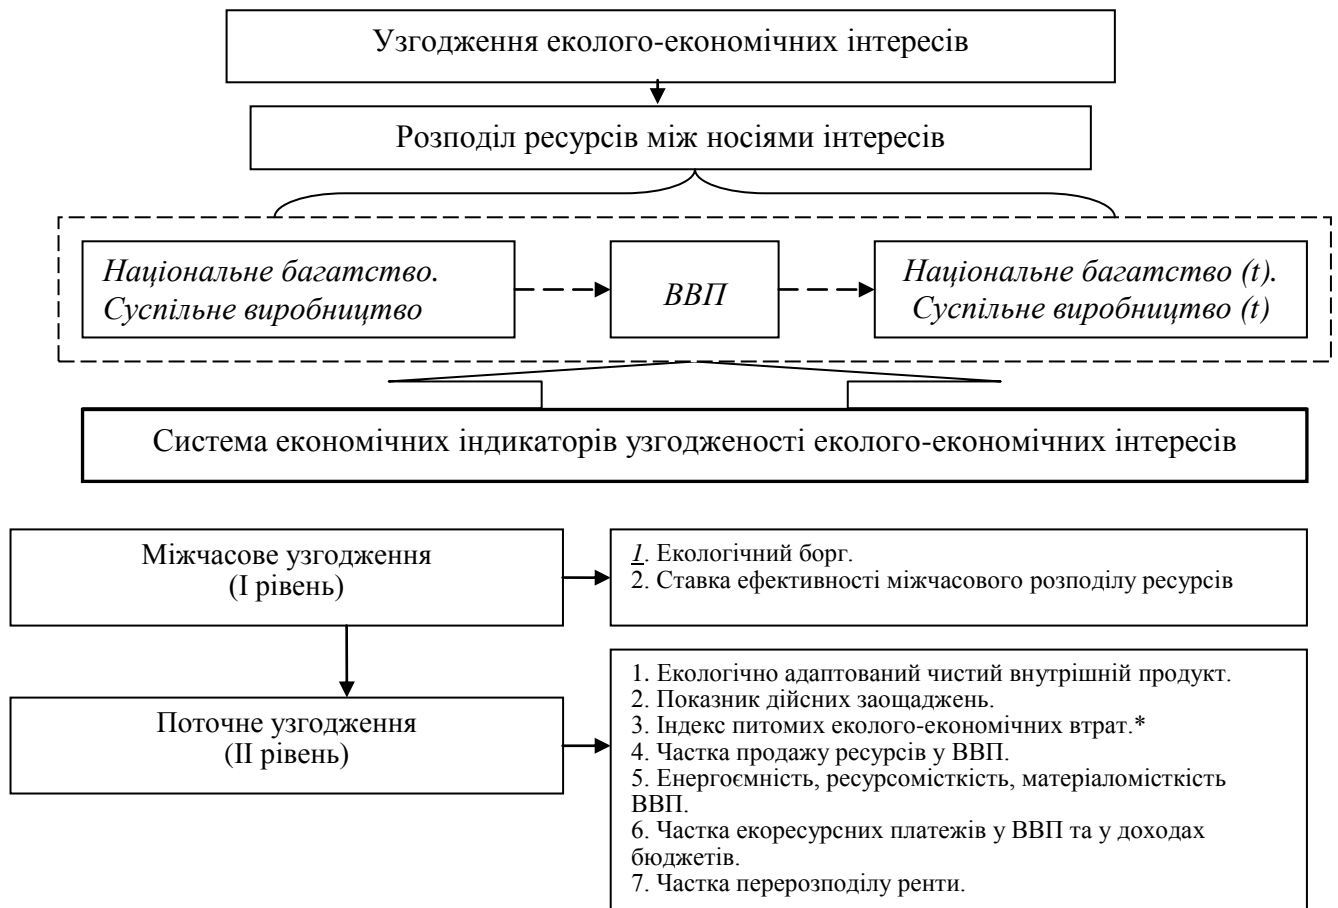 Узгодження еколого-економічних інтересів
Розподіл ресурсів між носіями інтересів
Національне багатство.
Суспільне виробництво
ВВП
Національне багатство (t).
Суспільне виробництво (t)
Система економічних індикаторів узгодженості еколого-економічних інтересів
Міжчасове узгодження
(І рівень)
1. Екологічний борг.
2. Ставка ефективності міжчасового розподілу ресурсів
Поточне узгодження
(ІІ рівень)
1. Екологічно адаптований чистий внутрішній продукт.
2. Показник дійсних заощаджень.
3. Індекс питомих еколого-економічних втрат.*
4. Частка продажу ресурсів у ВВП.
5. Енергоємність, ресурсомісткість, матеріаломісткість
ВВП.
6. Частка екоресурсних платежів у ВВП та у доходах
бюджетів.
7. Частка перерозподілу ренти.